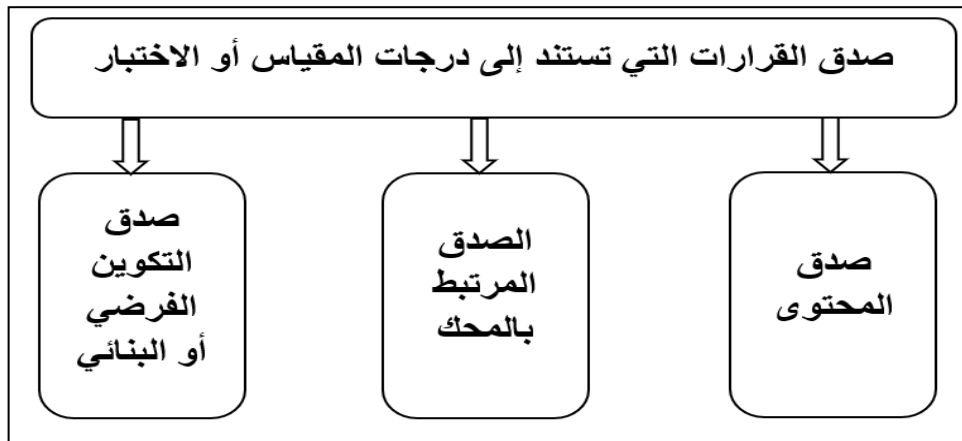 صدق القرارات التي تستند إلى درجات المقياس أو الاختبار
صدق
المحتوى
الصدق
المرتبط
بالمحك
صدق
التكوين
الفرضي
أو البنائي